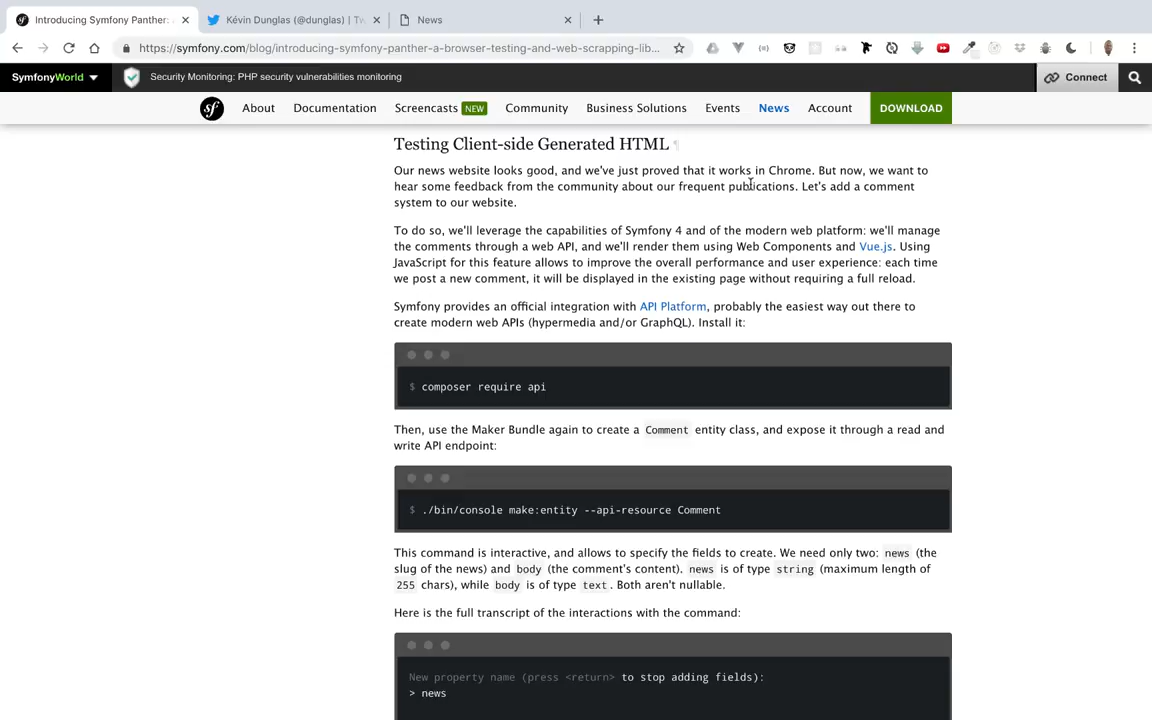 Introducing Symfony Panther:
Kévin Dunglas (@dunglas) | Tw
News
https://symfony.com/blog/introducing-symfony-panther-a-browser-testing-and-web-scrapping-lib...
SymfonyWorld
Security Monitoring: PHP security vulnerabilities monitoring
Connect
sf
About
Documentation
Screencasts NEW
Community
Business Solutions
Events
News
Account
DOWNLOAD
Testing Client-side Generated HTML ¶
Our news website looks good, and we've just proved that it works in Chrome. But now, we want to
hear some feedback from the community about our frequent publications. Let's add a comment
system to our website.
To do so, we'll leverage the capabilities of Symfony 4 and of the modern web platform: we'll manage
the comments through a web API, and we'll render them using Web Components and Vue.js. Using
JavaScript for this feature allows to improve the overall performance and user experience: each time
we post a new comment, it will be displayed in the existing page without requiring a full reload.
Symfony provides an official integration with API Platform, probably the easiest way out there to
create modern web APIs (hypermedia and/or GraphQL). Install it:
$ composer require api
Then, use the Maker Bundle again to create a Comment entity class, and expose it through a read and
write API endpoint:
$ ./bin/console make:entity --api-resource Comment
This command is interactive, and allows to specify the fields to create. We need only two: news (the
slug of the news) and body (the comment's content). news is of type string (maximum length of
255 chars), while body is of type text. Both aren't nullable.
Here is the full transcript of the interactions with the command:
New property name (press <return> to stop adding fields):
> news